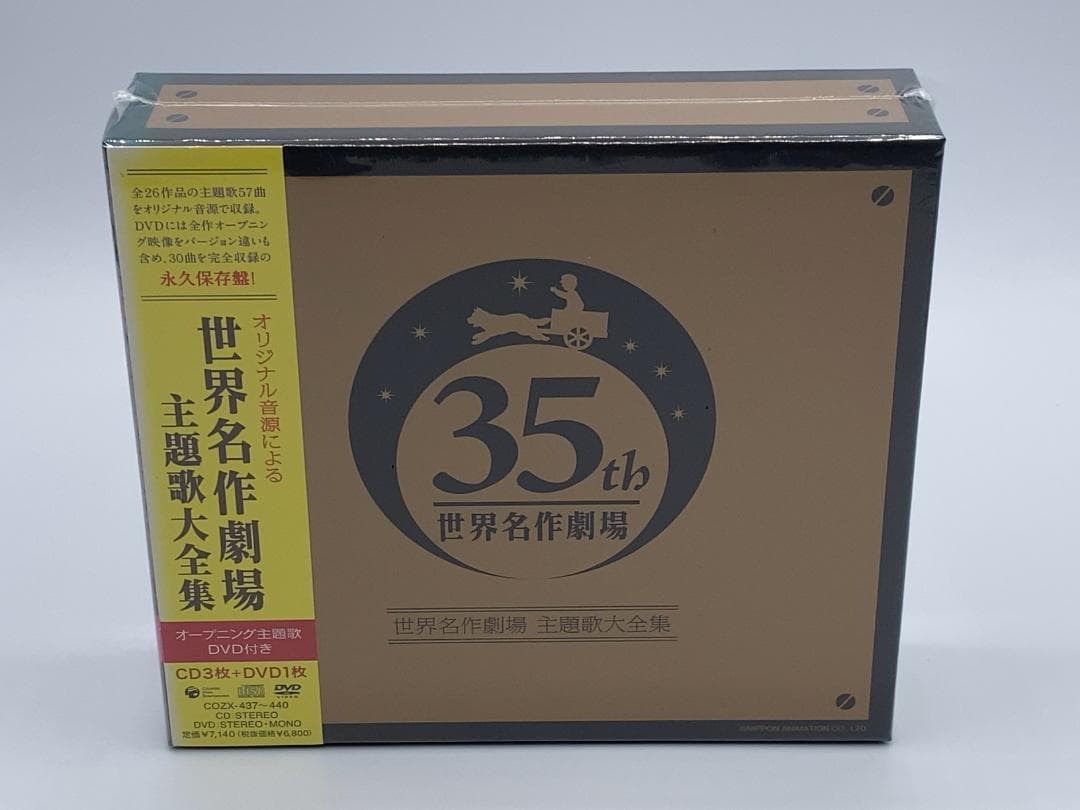 全26作品の主題歌57曲
をオリジナル音源で収録。
DVDには全作オープニン
グ映像をバージョン違いも
含め、30曲を完全収録の
永久保存盤!
オリジナル音源による
世界名作劇場
主題歌大全集
オープニング主題歌
DVD付き
CD3枚+DVD1枚
DVD
VIDEO
COZX-437〜440
CD:STEREO
DVD:STEREO・MONO
定価¥7,140(税抜価格¥6,800)
35th
世界名作劇場
世界名作劇場 主題歌大全集
©NIPPON ANIMATION CO., LTD.